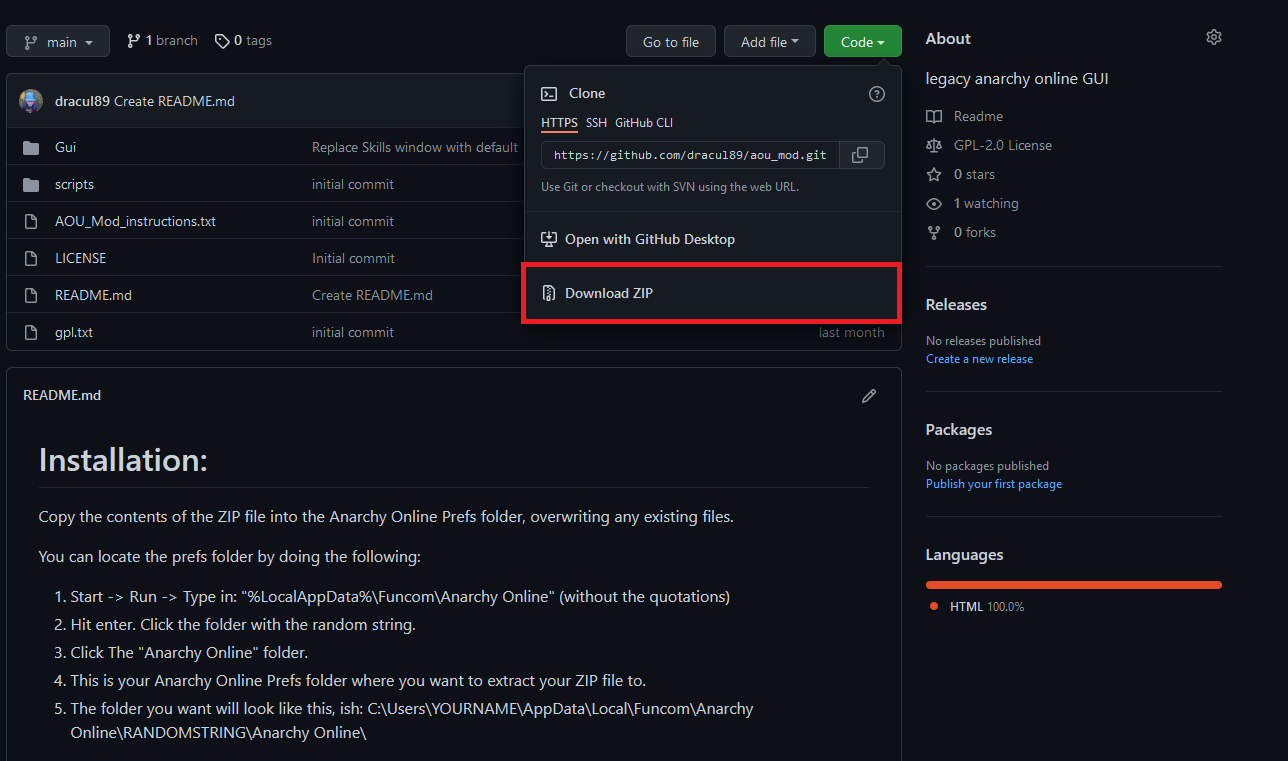 main
1 branch
0 tags
Go to file
Add file
Code
dracul89 Create README.md
Gui
Replace Skills window with default
scripts
initial commit
AOU_Mod_instructions.txt
initial commit
LICENSE
Initial commit
README.md
Create README.md
gpl.txt
initial commit
last month
Clone
HTTPS SSH GitHub CLI
https://github.com/dracul89/aou_mod.git
Use Git or checkout with SVN using the web URL.
Open with GitHub Desktop
Download ZIP
README.md
Installation:
Copy the contents of the ZIP file into the Anarchy Online Prefs folder, overwriting any existing files.
You can locate the prefs folder by doing the following:
1. Start -> Run -> Type in: "%LocalAppData%\Funcom\Anarchy Online" (without the quotations)
2. Hit enter. Click the folder with the random string.
3. Click The "Anarchy Online" folder.
4. This is your Anarchy Online Prefs folder where you want to extract your ZIP file to.
5. The folder you want will look like this, ish: C:\Users\YOURNAME\AppData\Local\Funcom\Anarchy
Online\RANDOMSTRING\Anarchy Online\
About
legacy anarchy online GUI
Readme
GPL-2.0 License
0 stars
1 watching
0 forks
Releases
No releases published
Create a new release
Packages
No packages published
Publish your first package
Languages
HTML 100.0%